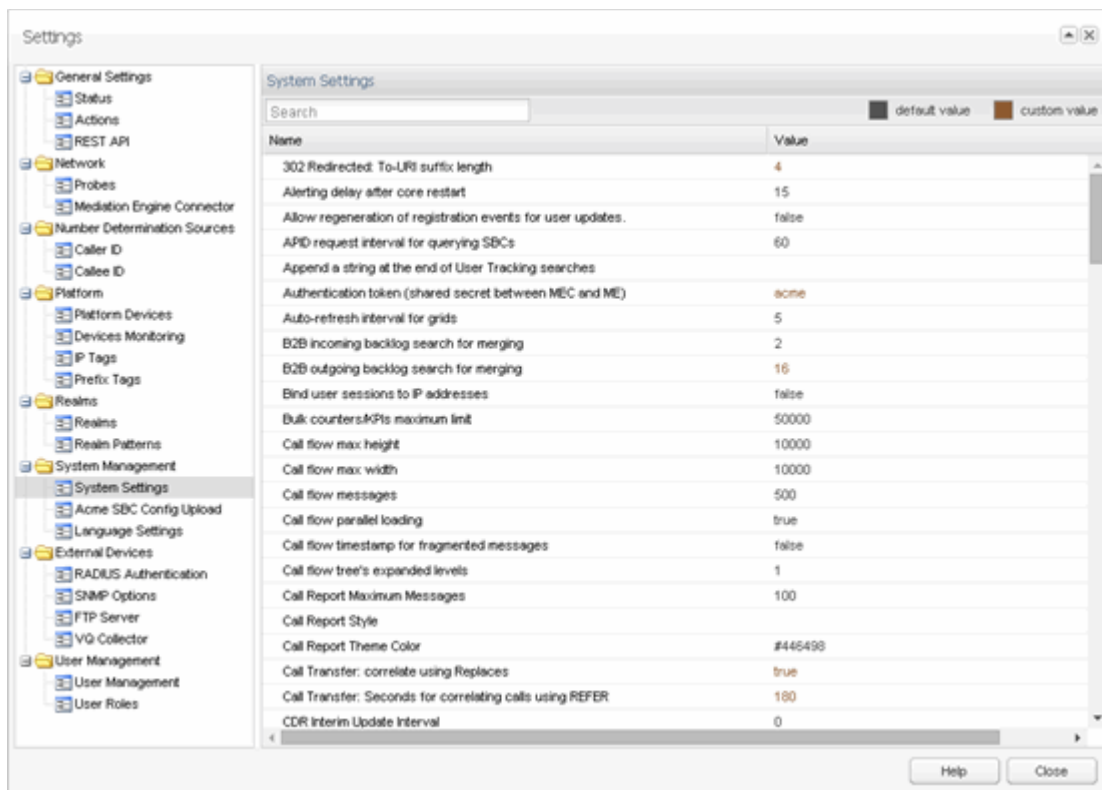 Settings
General Settings
Status
Actions
REST API
Network
Probes
Mediation Engine Connector
Number Determination Sources
Caller ID
Callee ID
Platform
Platform Devices
Devices Monitoring
IP Tags
Prefix Tags
Realms
Realms
Realm Patterns
System Management
System Settings
Acme SBC Config Upload
Language Settings
External Devices
RADIUS Authentication
SNMP Options
FTP Server
VQ Collector
User Management
User Management
User Roles
System Settings
Search default value custom value
Name Value
302 Redirected: To-URI suffix length 4
Alerting delay after core restart 15
Allow regeneration of registration events for user updates. false
APID request interval for querying SBCs 60
Append a string at the end of User Tracking searches
Authentication token (shared secret between MEC and ME) acme
Auto-refresh interval for grids 5
B2B incoming backlog search for merging 2
B2B outgoing backlog search for merging 16
Bind user sessions to IP addresses false
Bulk counters/KPIs maximum limit 50000
Call flow max height 10000
Call flow max width 10000
Call flow messages 500
Call flow parallel loading true
Call flow timestamp for fragmented messages false
Call flow tree's expanded levels 1
Call Report Maximum Messages 100
Call Report Style
Call Report Theme Color #446498
Call Transfer: correlate using Replaces true
Call Transfer: Seconds for correlating calls using REFER 180
CDR Interim Update Interval 0
Help Close